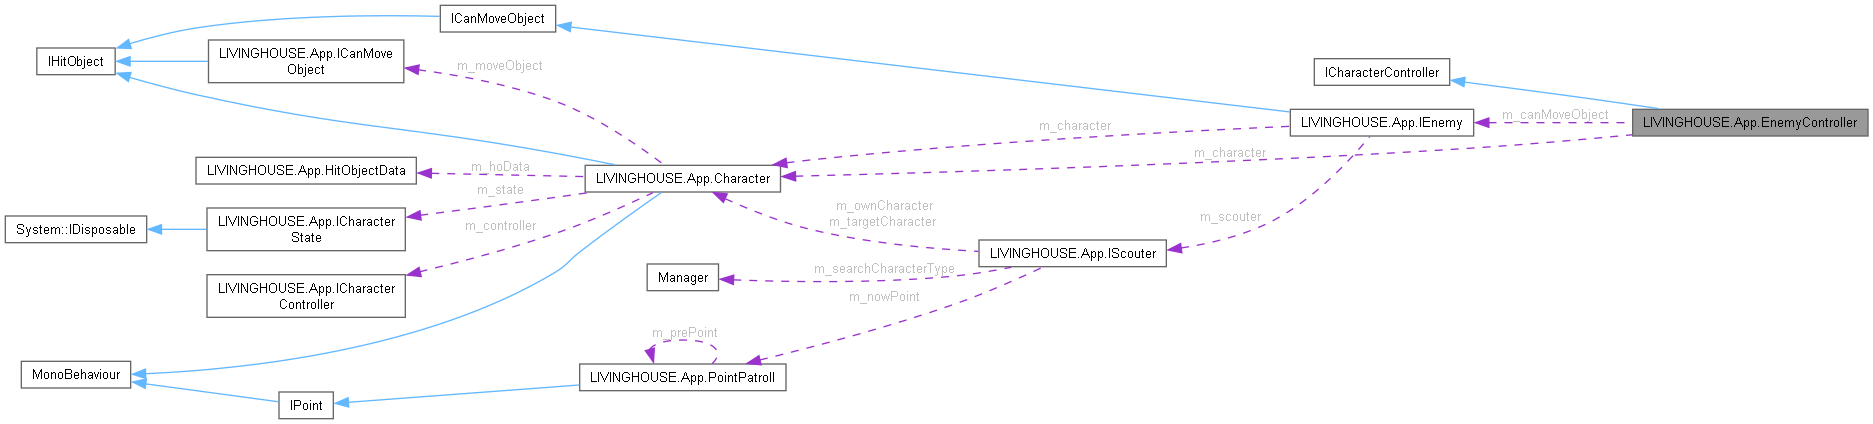 ICanMoveObject
IHitObject
LIVINGHOUSE.App.ICanMove
Object
m_moveObject
ICharacterController
LIVINGHOUSE.App.IEnemy
m_canMoveObject
LIVINGHOUSE.App.EnemyController
m_character
m_character
LIVINGHOUSE.App.HitObjectData
m_hoData
LIVINGHOUSE.App.Character
m_state
System::IDisposable
LIVINGHOUSE.App.ICharacter
State
m_controller
m_ownCharacter
m_targetCharacter
m_scouter
LIVINGHOUSE.App.IScouter
LIVINGHOUSE.App.ICharacter
Controller
Manager
m_searchCharacterType
m_nowPoint
m_prePoint
MonoBehaviour
LIVINGHOUSE.App.PointPatroll
IPoint